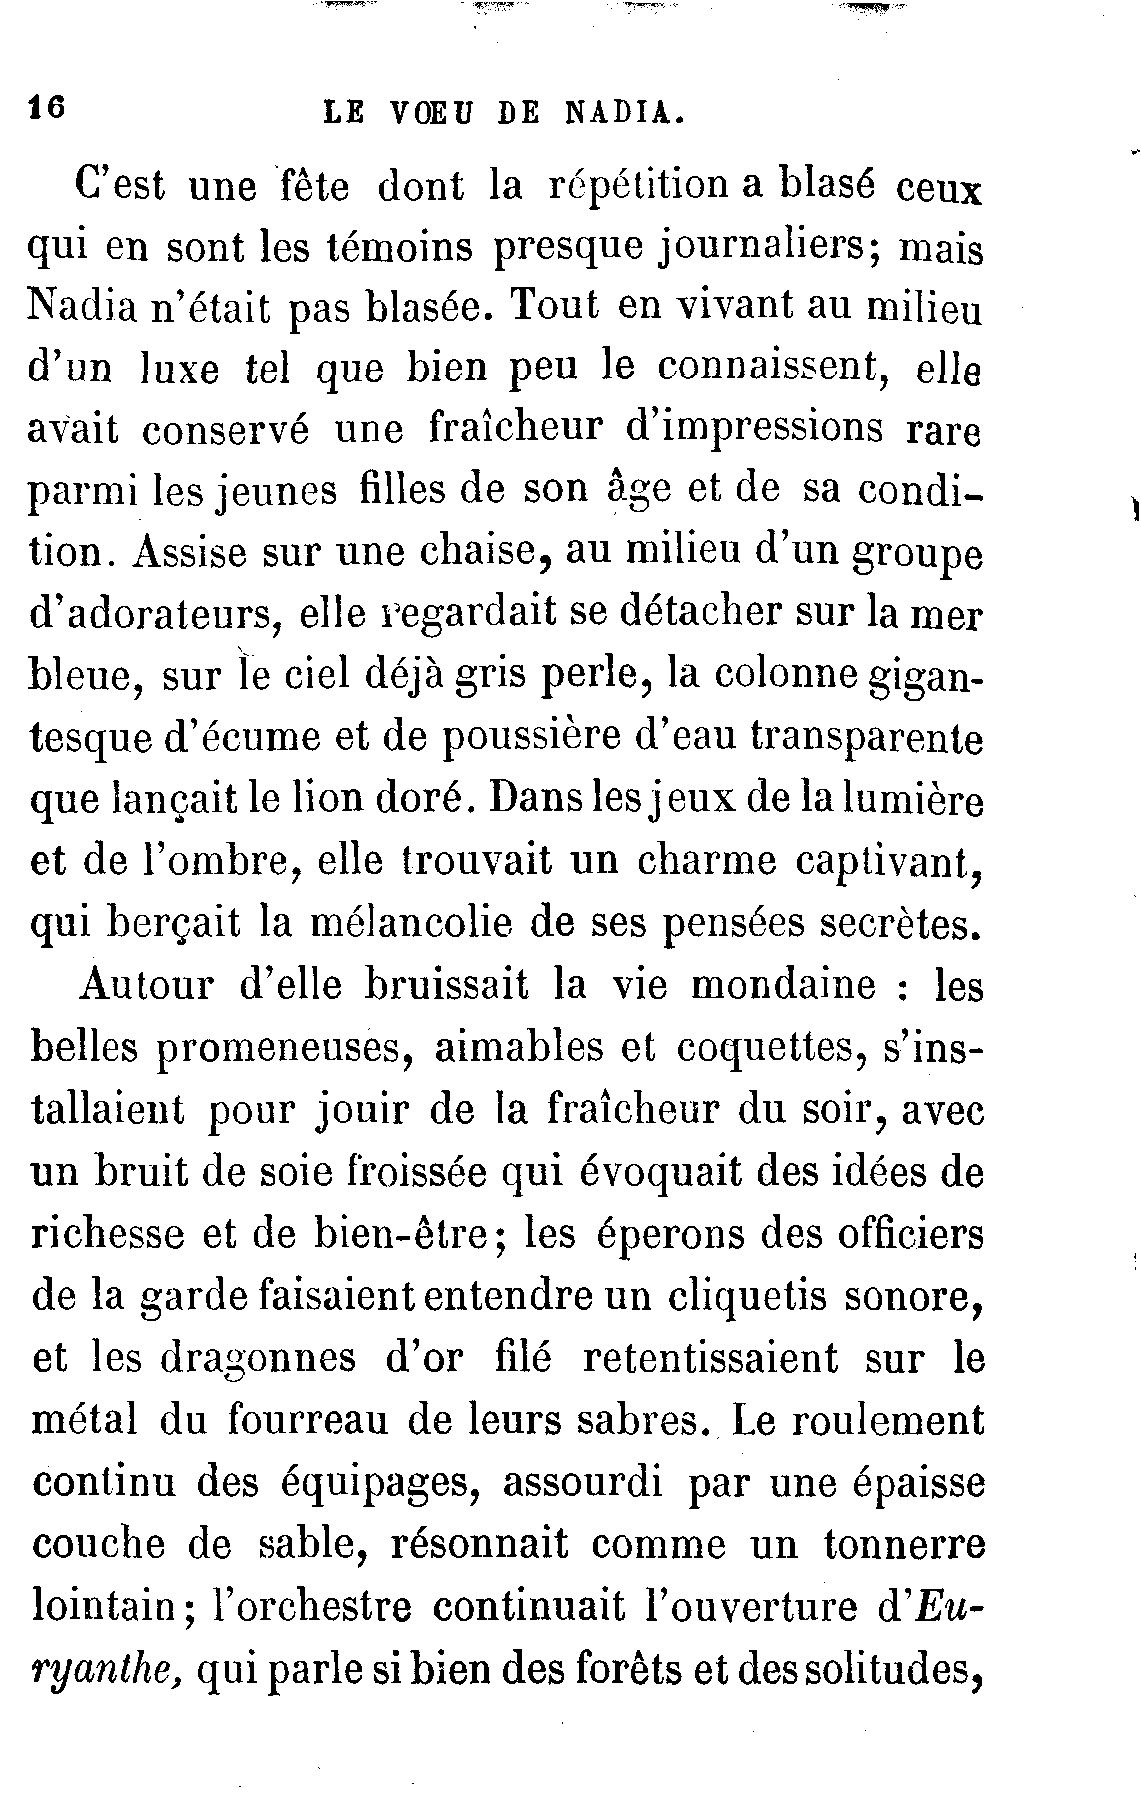 16 LE VŒU DE NADIA.
C'est une fête dont la répétition a blasé ceux
qui en sont les témoins presque journaliers; mais
Nadia n'était pas blasée. Tout en vivant au milieu
d'un luxe tel que bien peu le connaissent, elle
avait conservé une fraîcheur d'impressions rare
parmi les jeunes filles de son âge et de sa condi-
tion. Assise sur une chaise, au milieu d'un groupe
d'adorateurs, elle regardait se détacher sur la mer
bleue, sur le ciel déjà gris perle, la colonne gigan-
tesque d'écume et de poussière d'eau transparente
que lançait le lion doré. Dans les jeux de la lumière
et de l'ombre, elle trouvait un charme captivant,
qui berçait la mélancolie de ses pensées secrètes.
Autour d'elle bruissait la vie mondaine : les
belles promeneuses, aimables et coquettes, s'ins-
tallaient pour jouir de la fraîcheur du soir, avec
un bruit de soie froissée qui évoquait des idées de
richesse et de bien-être; les éperons des officiers
de la garde faisaient entendre un cliquetis sonore,
et les dragonnes d'or filé retentissaient sur le
métal du fourreau de leurs sabres. Le roulement
continu des équipages, assourdi par une épaisse
couche de sable, résonnait comme un tonnerre
lointain; l'orchestre continuait l'ouverture d'Eu-
ryanthe, qui parle si bien des forêts et des solitudes,